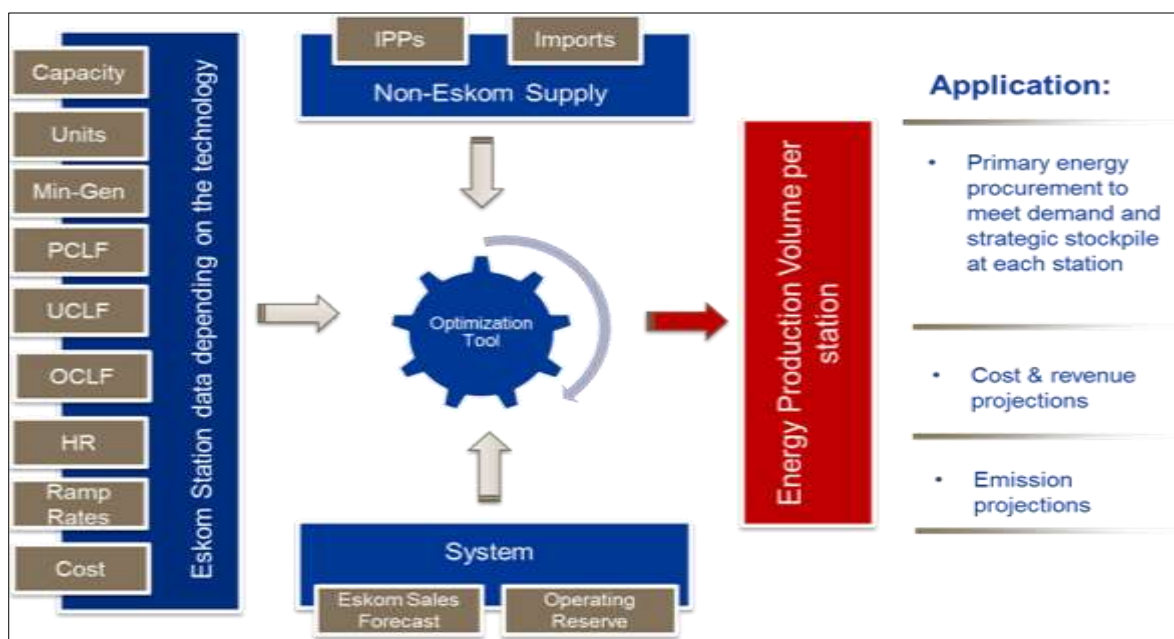 Capacity
Units
Min-Gen
PCLF
UCLF
OCLF
HR
Ramp
Rates
Cost
Eskom Station data depending on the technology
IPPs
Imports
Non-Eskom Supply
Optimization
Tool
System
Eskom Sales
Forecast
Operating
Reserve
Energy Production Volume per
station
Application:
• Primary energy
procurement to
meet demand and
strategic stockpile
at each station
• Cost & revenue
projections
• Emission
projections